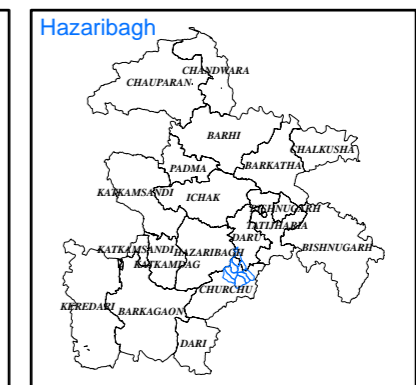 Hazaribagh
CHANDWARA
CHAUPARAN
BARHI
CHALKUSHA
PADMA
BARKATHA
KATKAMSANDI
ICHAK
BISHNUGARH
TATIJHARIA
DARU
BISHNUGARH
KATKAMSANDI
HAZARIBAGH
KATKAMDAG
CHURCHU
KEREDARI
BARKAGAON
DARI